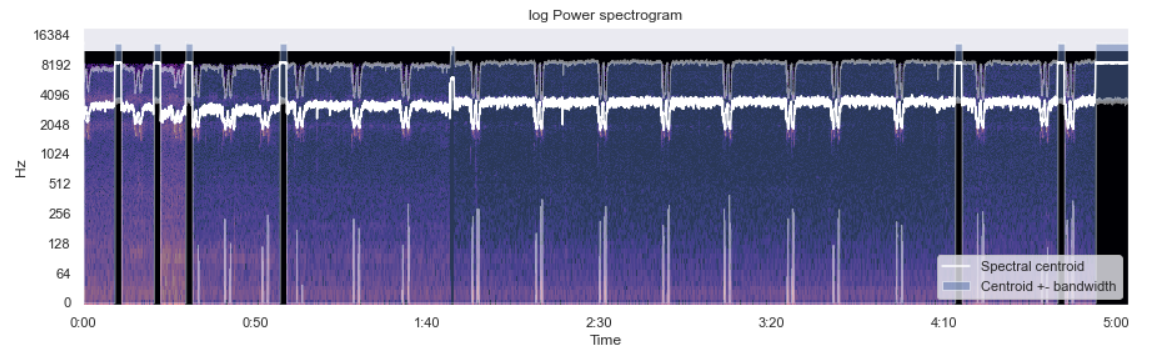 log Power spectrogram
16384
8192
4096
2048
1024
512
256
128
64
0
Hz
Spectral centroid
Centroid +- bandwidth
0:00 0:50 1:40 2:30 3:20 4:10 5:00
Time